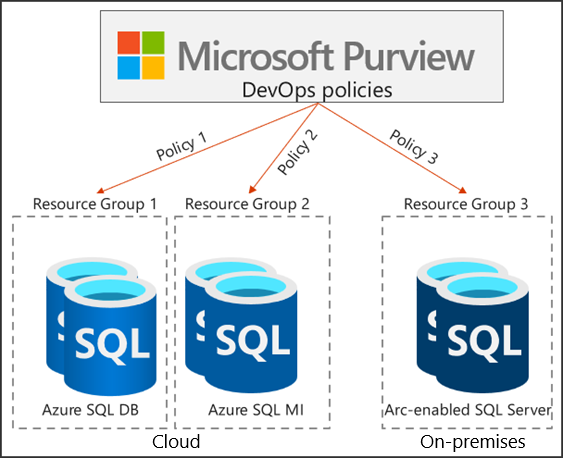 Microsoft Purview
DevOps policies
Policy 1
Policy 2
Policy 3
Resource Group 1
Resource Group 2
Resource Group 3
S
SQL
S
SQL
S
SQL
Azure SQL DB
Azure SQL MI
Arc-enabled SQL Server
Cloud
On-premises